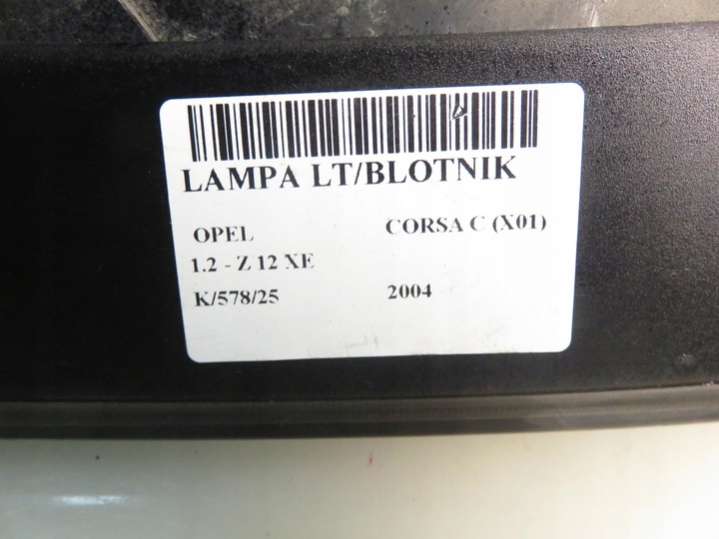 LAMPA LT/BLOTNIK
OPEL CORSA C (X01)
1.2 - Z 12 XE
K/578/25 2004